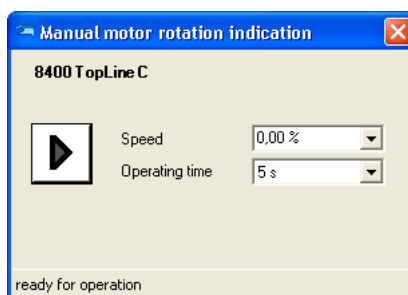 Manual motor rotation indication
8400 TopLine C
Speed 0,00 %
Operating time 5 s
ready for operation